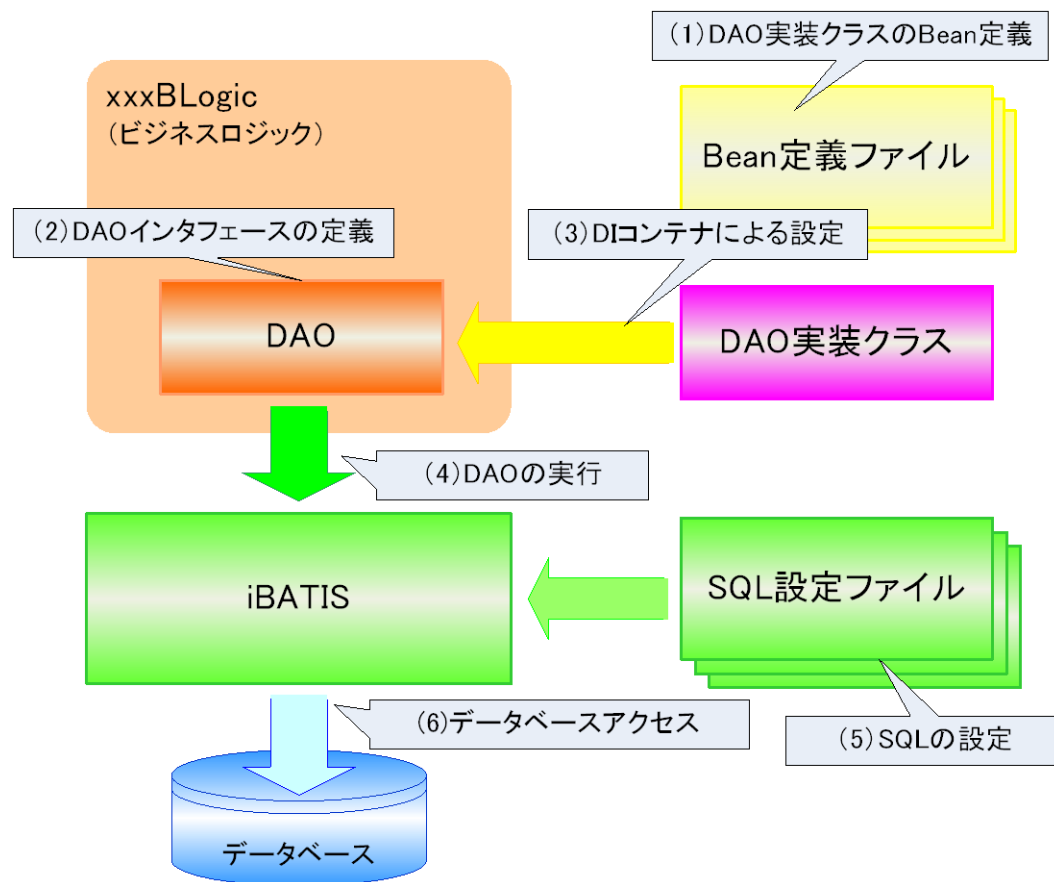 (1)DAO実装クラスのBean定義
xxxBLogic
(ビジネスロジック)
Bean定義ファイル
(2)DAOインタフェースの定義
(3)DIコンテナによる設定
DAO
DAO実装クラス
(4)DAOの実行
iBATIS
SQL設定ファイル
(6)データベースアクセス
(5)SQLの設定
データベース